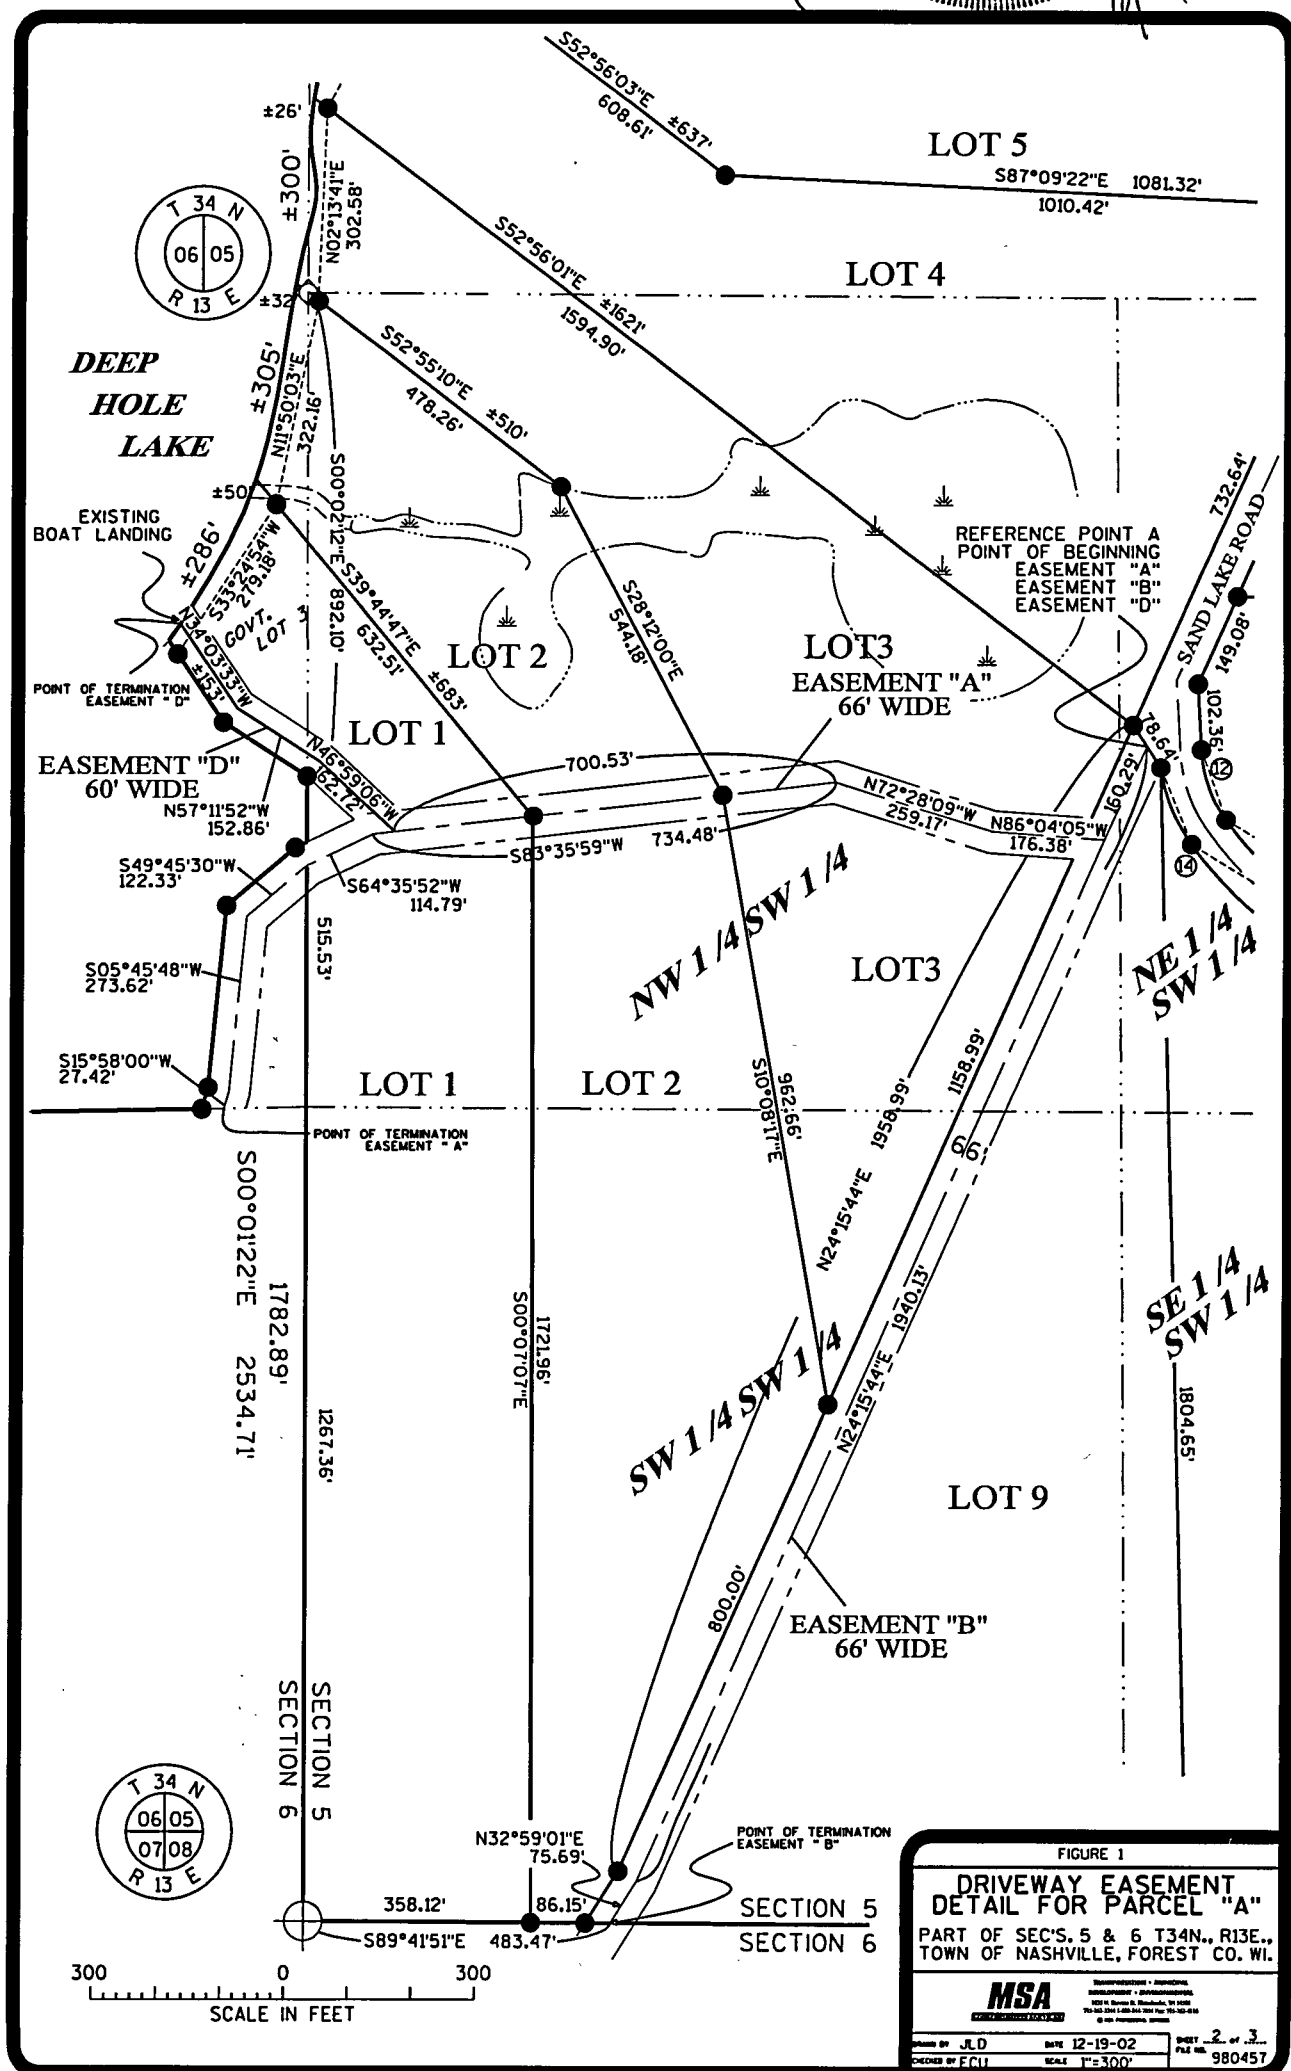 S52°56'03"E ±637'
608.61'
LOT 5
S87°09'22"E 1081.32'
1010.42'
±26'
±300'
N02°13'41"E
302.58'
T 34 N
06 05
R 13 E
S52°56'01"E ±1621'
1594.90'
LOT 4
±32'
DEEP
HOLE
LAKE
±305'
N11°50'03"E
322.16'
S52°55'10"E ±510'
478.26'
±50'
EXISTING
BOAT LANDING
±286'
S33°24'54"W
279.18'
GOVT.
LOT 3
S00°02'12"E 892.10'
S39°44'47"E ±683'
632.51'
732.64'
SAND LAKE ROAD
REFERENCE POINT A
POINT OF BEGINNING
EASEMENT "A"
EASEMENT "B"
EASEMENT "D"
149.08'
S28°12'00"E
544.18'
LOT 2
LOT3
EASEMENT "A"
66' WIDE
N34°03'33"W
±153'
POINT OF TERMINATION
EASEMENT "D"
102.36'
12
78.64'
160.29'
14
LOT 1
EASEMENT "D"
60' WIDE
N46°59'06"W
162.72'
N57°11'52"W
152.86'
700.53'
N72°28'09"W
259.17'
N86°04'05"W
176.38'
S83°35'59"W 734.48'
S49°45'30"W
122.33'
S64°35'52"W
114.79'
515.53'
NW 1/4 SW 1/4
LOT3
NE 1/4
SW 1/4
S05°45'48"W
273.62'
S15°58'00"W
27.42'
LOT 1
LOT 2
962.66'
S10°08'17"E
1158.99'
N24°15'44"E 1958.99'
66'
POINT OF TERMINATION
EASEMENT "A"
S00°01'22"E 2534.71'
1782.89'
1267.36'
1721.96'
S00°07'07"E
N24°15'44"E 1940.13'
SE 1/4
SW 1/4
SW 1/4 SW 1/4
1804.65'
LOT 9
800.00'
EASEMENT "B"
66' WIDE
SECTION 5
SECTION 6
T 34 N
06 05
07 08
R 13 E
N32°59'01"E
75.69'
POINT OF TERMINATION
EASEMENT "B"
358.12'
86.15'
S89°41'51"E 483.47'
SECTION 5
SECTION 6
300 0 300
SCALE IN FEET
FIGURE 1
DRIVEWAY EASEMENT
DETAIL FOR PARCEL "A"
PART OF SEC'S. 5 & 6 T34N., R13E.,
TOWN OF NASHVILLE, FOREST CO. WI.
MSA
DRAWN BY JLD DATE 12-19-02 SHEET 2 of 3
CHECKED BY ECU SCALE 1"=300' FILE NO. 980457